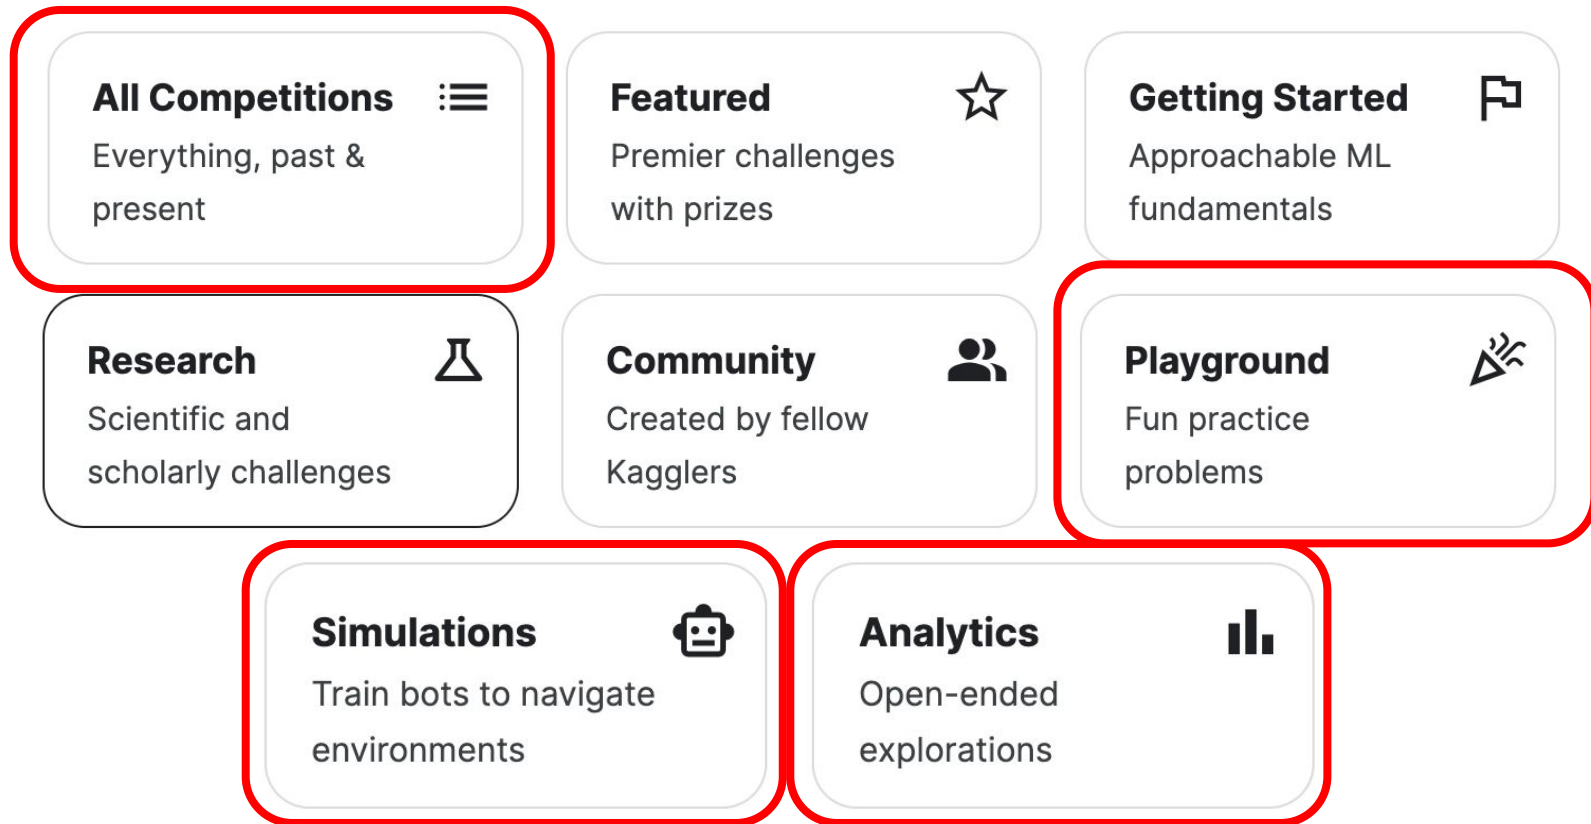 All Competitions
Everything, past &
present
Featured
Premier challenges
with prizes
Getting Started
Approachable ML
fundamentals
Research
Scientific and
scholarly challenges
Community
Created by fellow
Kagglers
Playground
Fun practice
problems
Simulations
Train bots to navigate
environments
Analytics
Open-ended
explorations